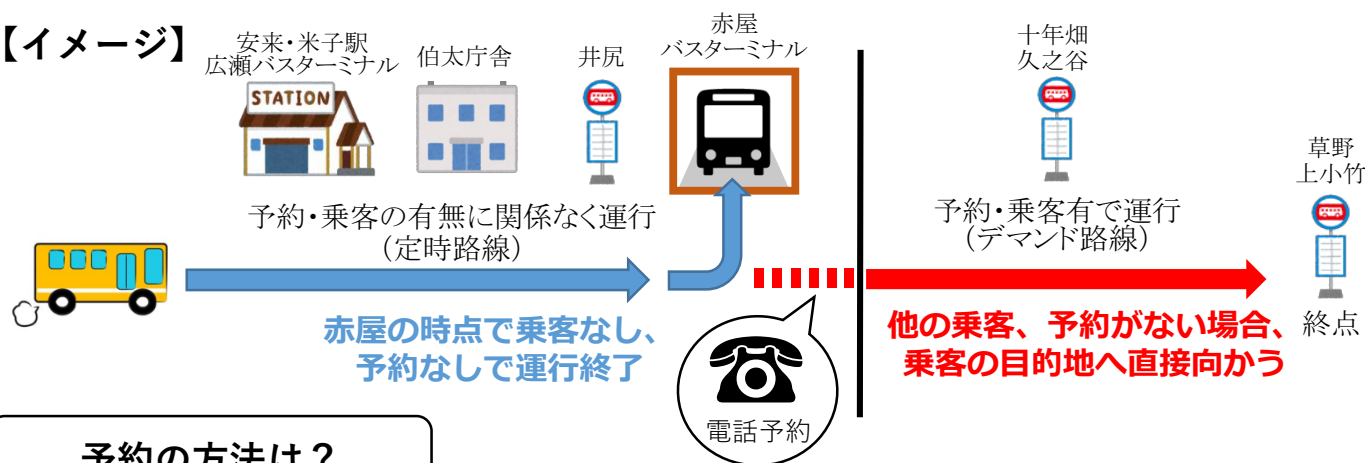 【イメージ】
安来・米子駅
広瀬バスターミナル
伯太庁舎
井尻
赤屋
バスターミナル
十年畑
久之谷
草野
上小竹
STATION
予約・乗客の有無に関係なく運行
（定時路線）
予約・乗客有で運行
（デマンド路線）
赤屋の時点で乗客なし、
予約なしで運行終了
他の乗客、予約がない場合、
乗客の目的地へ直接向かう
終点
電話予約
予約の方法は？